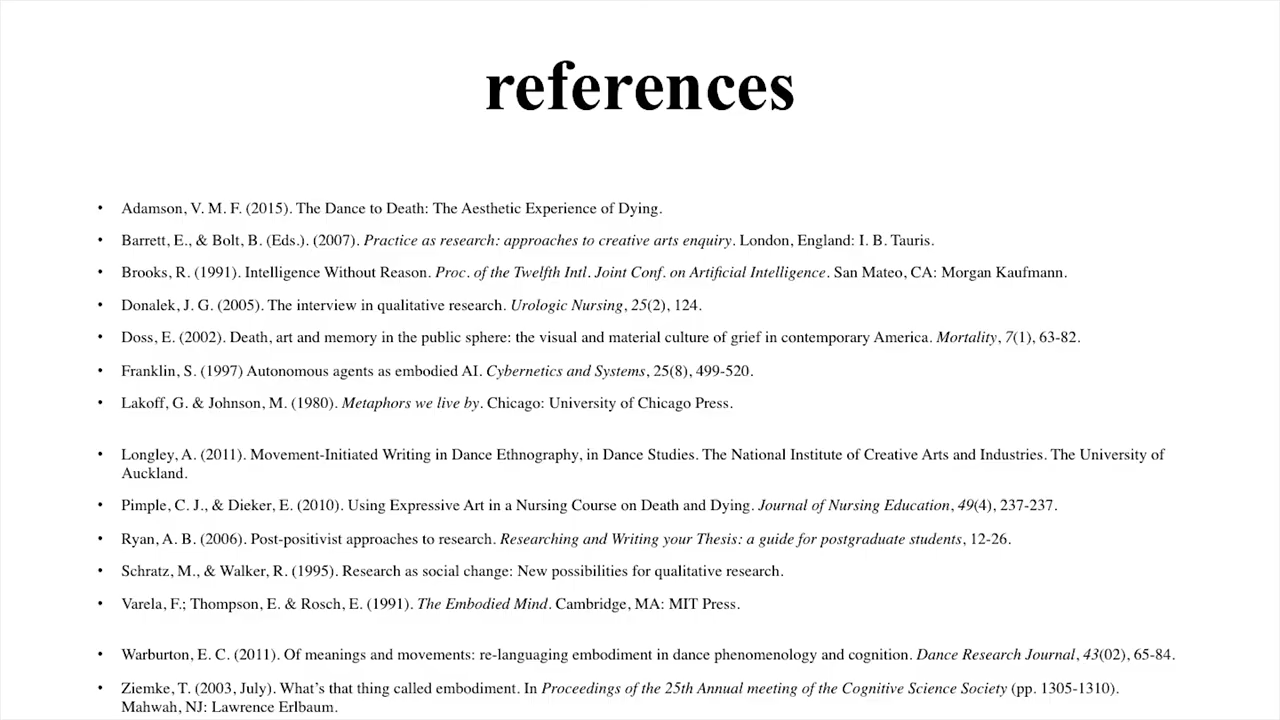 references
• Adamson, V. M. F. (2015). The Dance to Death: The Aesthetic Experience of Dying.
• Barrett, E., & Bolt, B. (Eds.). (2007). Practice as research: approaches to creative arts enquiry. London, England: I. B. Tauris.
• Brooks, R. (1991). Intelligence Without Reason. Proc. of the Twelfth Intl. Joint Conf. on Artificial Intelligence. San Mateo, CA: Morgan Kaufmann.
• Donalek, J. G. (2005). The interview in qualitative research. Urologic Nursing, 25(2), 124.
• Doss, E. (2002). Death, art and memory in the public sphere: the visual and material culture of grief in contemporary America. Mortality, 7(1), 63-82.
• Franklin, S. (1997) Autonomous agents as embodied AI. Cybernetics and Systems, 25(8), 499-520.
• Lakoff, G. & Johnson, M. (1980). Metaphors we live by. Chicago: University of Chicago Press.
• Longley, A. (2011). Movement-Initiated Writing in Dance Ethnography, in Dance Studies. The National Institute of Creative Arts and Industries. The University of
Auckland.
• Pimple, C. J., & Dieker, E. (2010). Using Expressive Art in a Nursing Course on Death and Dying. Journal of Nursing Education, 49(4), 237-237.
• Ryan, A. B. (2006). Post-positivist approaches to research. Researching and Writing your Thesis: a guide for postgraduate students, 12-26.
• Schratz, M., & Walker, R. (1995). Research as social change: New possibilities for qualitative research.
• Varela, F.; Thompson, E. & Rosch, E. (1991). The Embodied Mind. Cambridge, MA: MIT Press.
• Warburton, E. C. (2011). Of meanings and movements: re-languaging embodiment in dance phenomenology and cognition. Dance Research Journal, 43(02), 65-84.
• Ziemke, T. (2003, July). What’s that thing called embodiment. In Proceedings of the 25th Annual meeting of the Cognitive Science Society (pp. 1305-1310).
Mahwah, NJ: Lawrence Erlbaum.